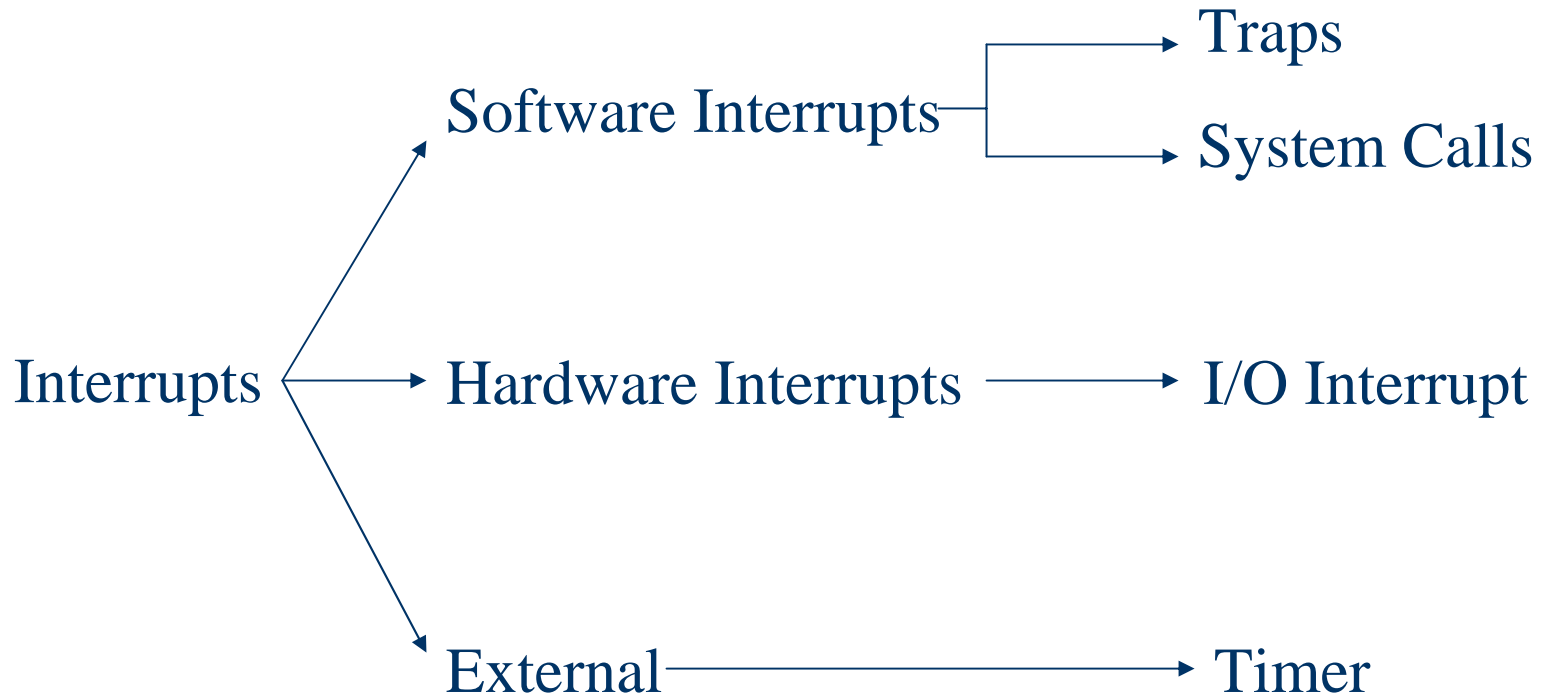 Traps
Software Interrupts
System Calls
Interrupts
Hardware Interrupts
I/O Interrupt
External
Timer